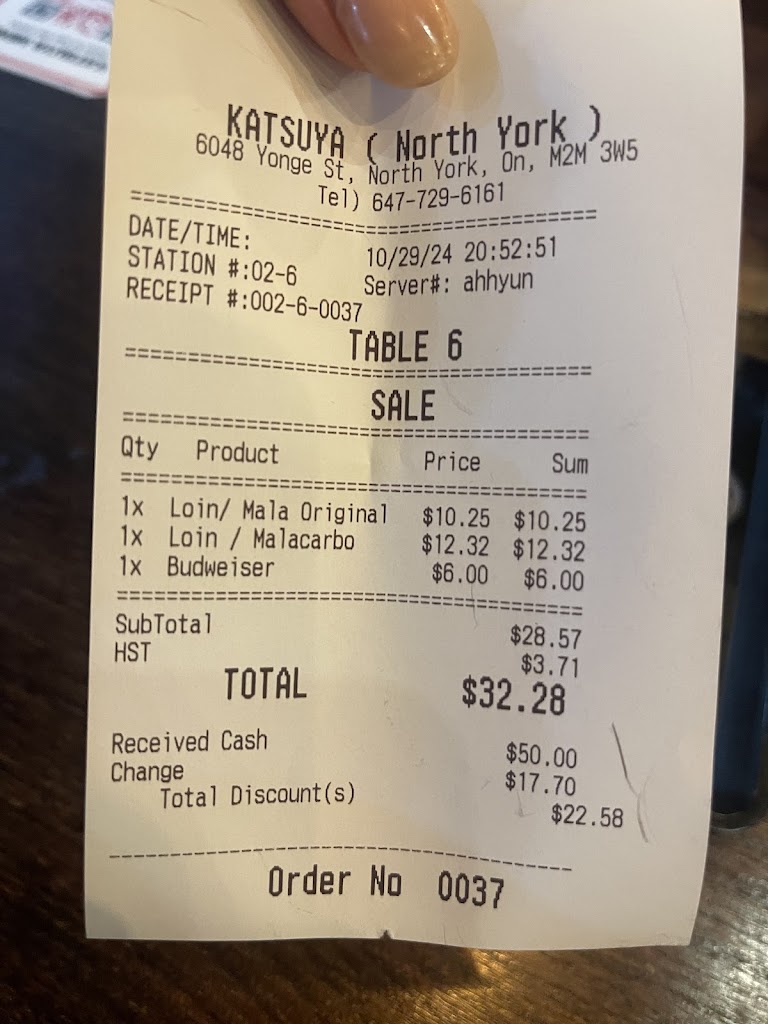 KATSUYA ( North York )
6048 Yonge St, North York, On, M2M 3W5
Tel) 647-729-6161
================================================
DATE/TIME: 10/29/24 20:52:51
STATION #:02-6 Server#: ahhyun
RECEIPT #:002-6-0037
TABLE 6
================================================
SALE
================================================
Qty Product Price Sum
================================================
1x Loin/ Mala Original $10.25 $10.25
1x Loin / Malacarbo $12.32 $12.32
1x Budweiser $6.00 $6.00
================================================
SubTotal $28.57
HST $3.71
TOTAL $32.28
Received Cash $50.00
Change $17.70
Total Discount(s) $22.58
------------------------------------------------
Order No 0037